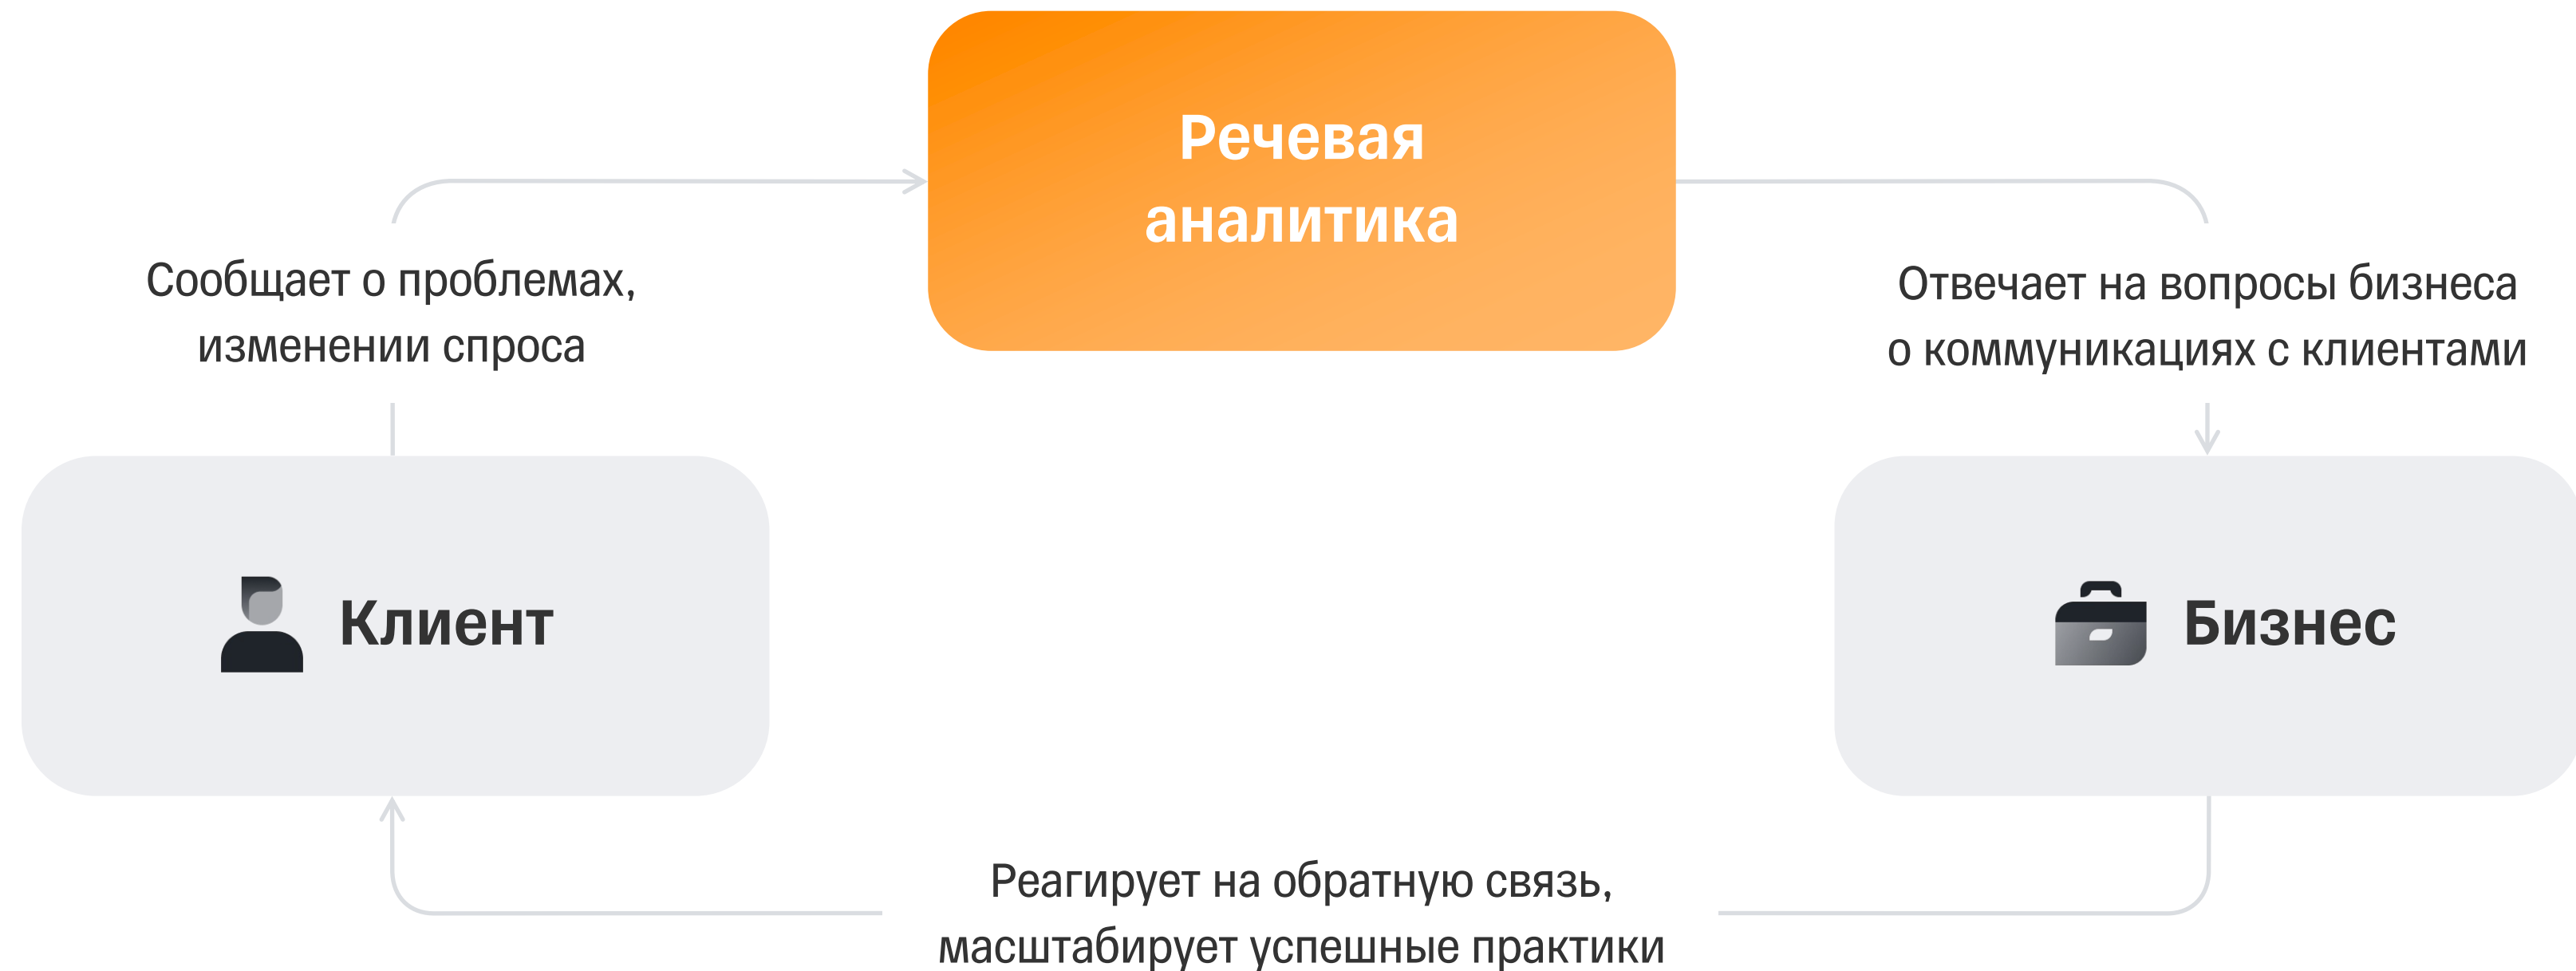 Речевая
аналитика
Сообщает о проблемах,
изменении спроса
Отвечает на вопросы бизнеса
о коммуникациях с клиентами
Клиент
Бизнес
Реагирует на обратную связь,
масштабирует успешные практики